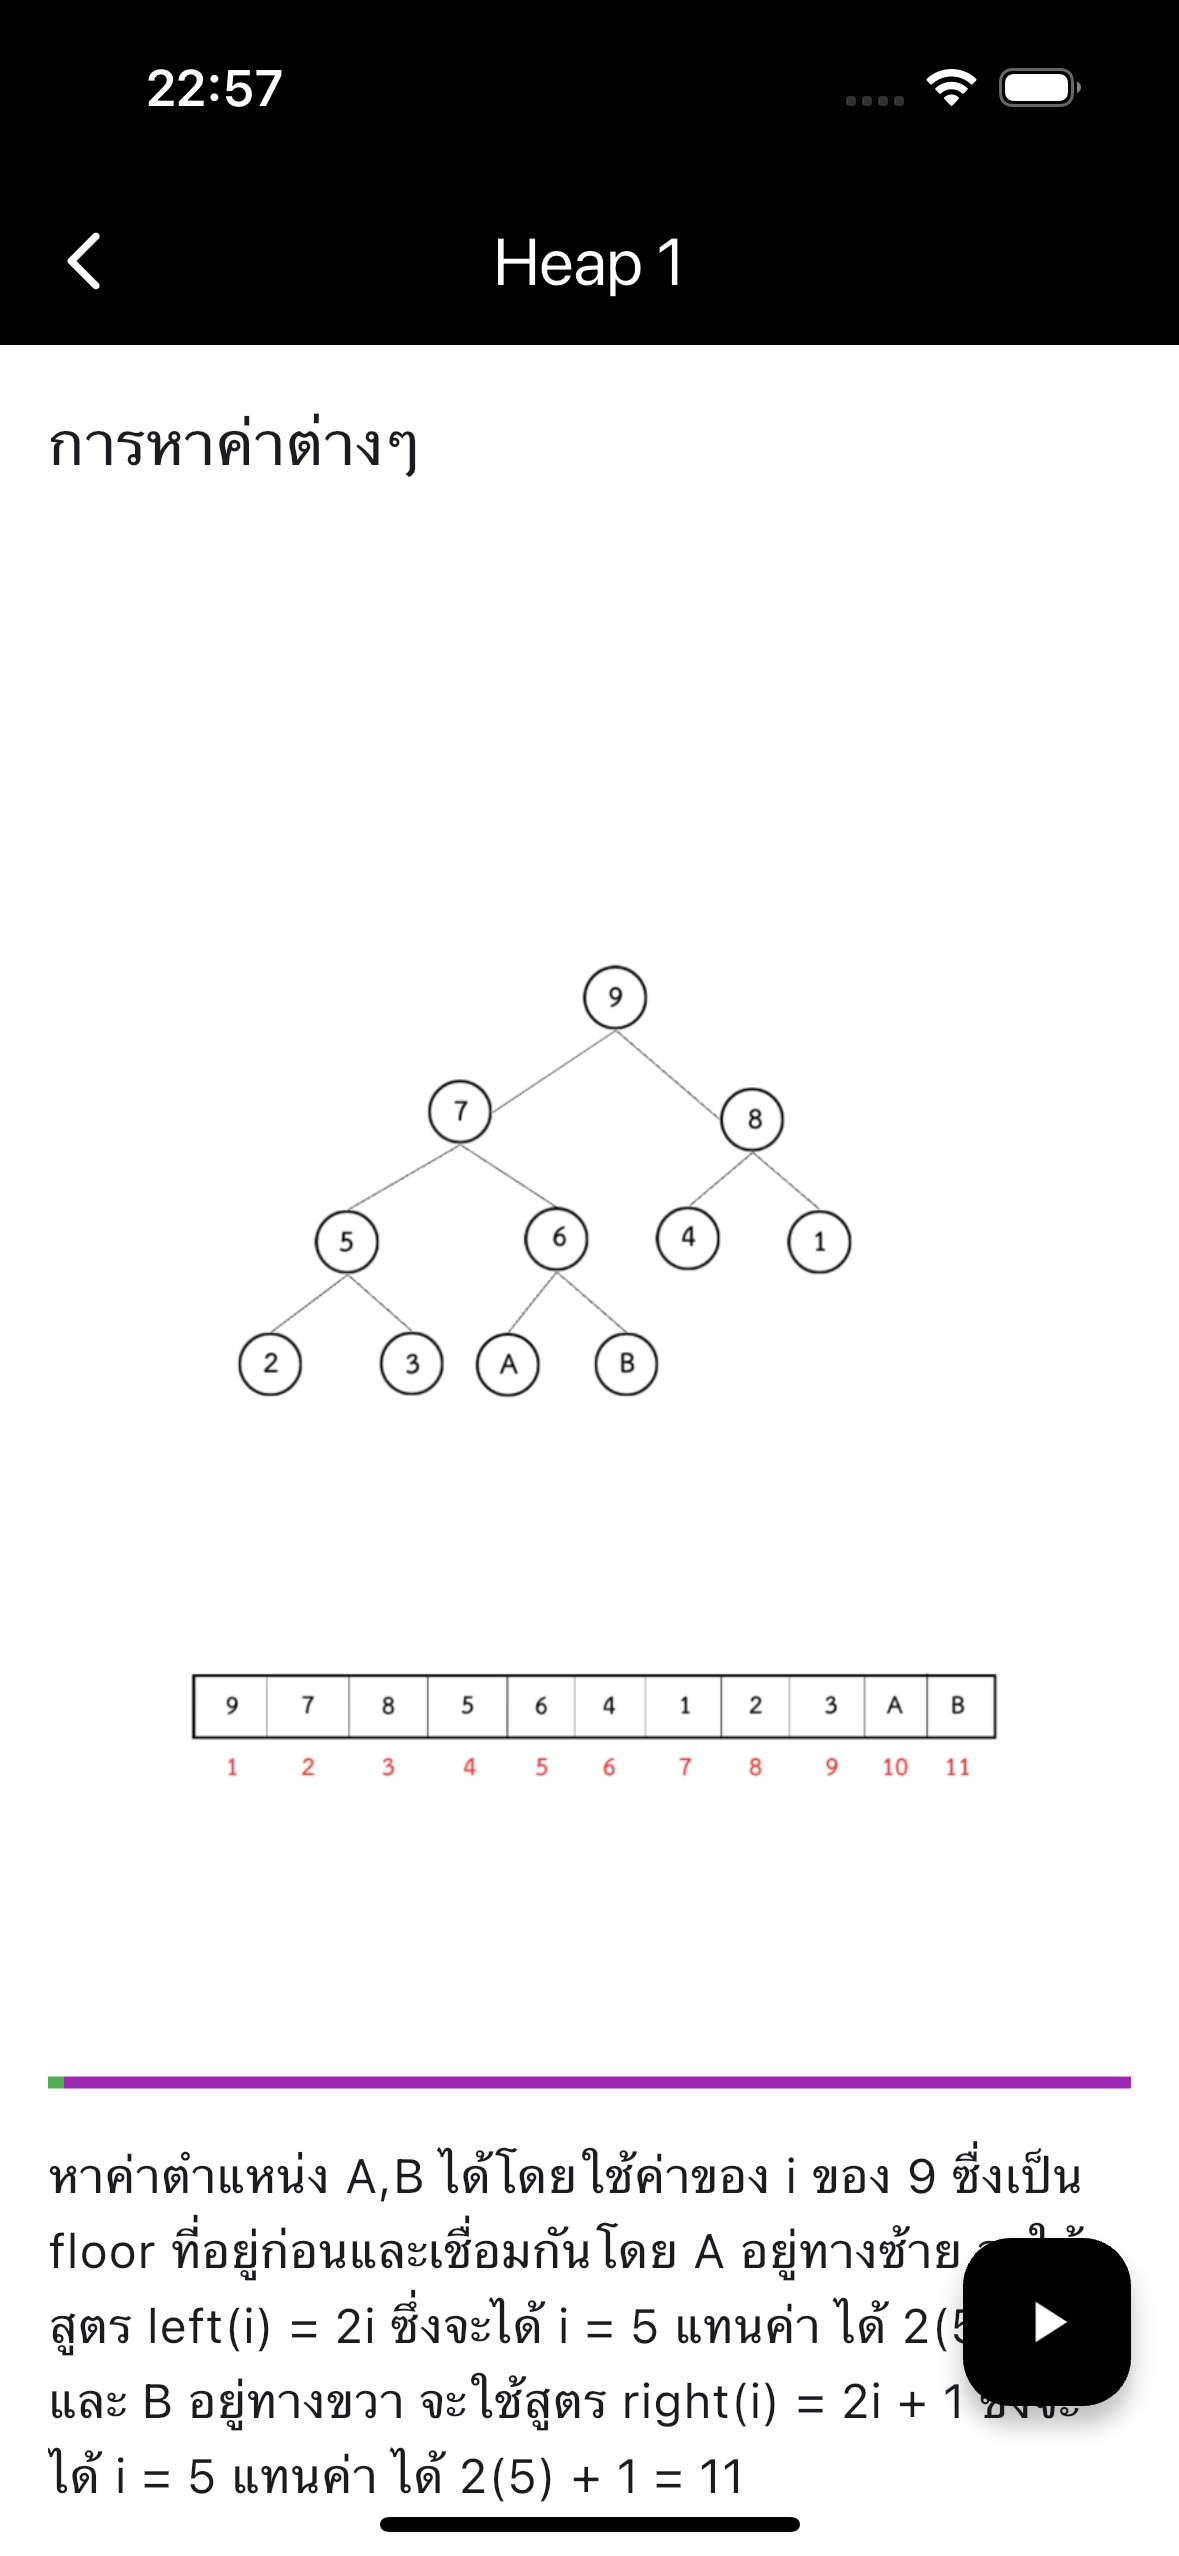 22:57
Heap 1
การหาค่าต่างๆ
9
7
8
5
6
4
1
2
3
A
B
9 7 8 5 6 4 1 2 3 A B
1 2 3 4 5 6 7 8 9 10 11
หาค่าตำแหน่ง A,B ได้โดยใช้ค่าของ i ของ 9 ซื่งเป็น
floor ที่อยู่ก่อนและเชื่อมกันโดย A อยู่ทางซ้าย
สูตร left(i) = 2i ซึ่งจะได้ i = 5 แทนค่า ได้ 2(5
และ B อยู่ทางขวา จะใช้สูตร right(i) = 2i + 1
ได้ i = 5 แทนค่า ได้ 2(5) + 1 = 11